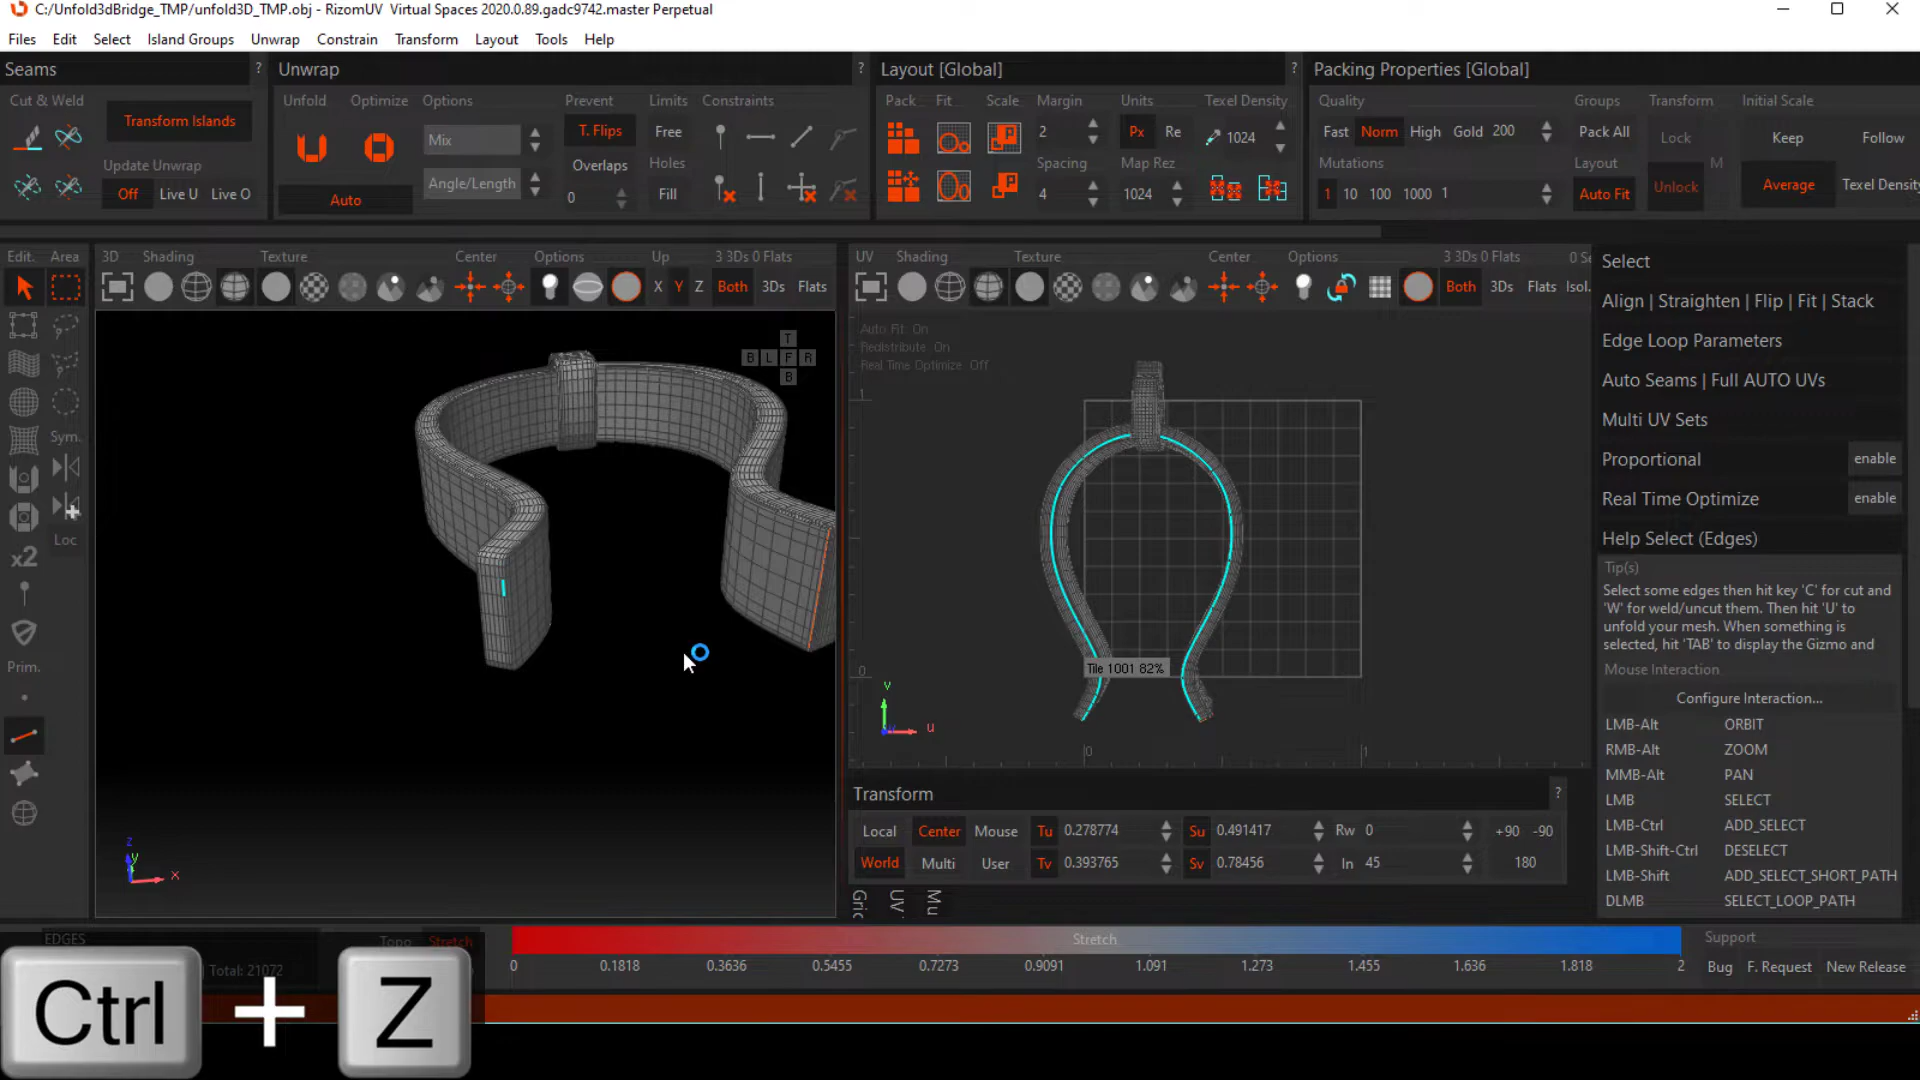 C:/Unfold3dBridge_TMP/unfold3D_TMP.obj - RizomUV  Virtual Spaces 2020.0.89.gadc9742.master Perpetual
Files Edit Select Island Groups Unwrap Constrain Transform Layout Tools Help
Seams ? Unwrap ? Layout [Global] ? Packing Properties [Global]
Cut & Weld Unfold Optimize Options Prevent Limits Constraints Pack Fit Scale Margin Units Texel Density Quality Groups Transform Initial Scale
Transform Islands Mix T. Flips Free 2 Px Re 1024 Fast Norm High Gold 200 Pack All Lock Keep Follow
Update Unwrap Overlaps Holes Spacing Map Rez Mutations Layout M
Off Live U Live O Auto Angle/Length 0 Fill 4 1024 1 10 100 1000 1 Auto Fit Unlock Average Texel Density
Edit. Area 3D Shading Texture Center Options Up 3 3Ds 0 Flats UV Shading Texture Center Options 3 3Ds 0 Flats 0 Se
X Y Z Both 3Ds Flats Both 3Ds Flats Isol.
Select
Align | Straighten | Flip | Fit | Stack
Edge Loop Parameters
Auto Seams | Full AUTO UVs
Multi UV Sets
Proportional enable
Real Time Optimize enable
Help Select (Edges)
Tip(s)
Select some edges then hit key 'C' for cut and
'W' for weld/uncut them. Then hit 'U' to
unfold your mesh. When something is
selected, hit 'TAB' to display the Gizmo and
Mouse Interaction
Configure Interaction...
LMB-Alt ORBIT
RMB-Alt ZOOM
MMB-Alt PAN
LMB SELECT
LMB-Ctrl ADD_SELECT
LMB-Shift-Ctrl DESELECT
LMB-Shift ADD_SELECT_SHORT_PATH
DLMB SELECT_LOOP_PATH
T
B L F R
B
Auto Fit: On
Redistribute: On
Real Time Optimize: Off
1
0
Tile 1001 82%
V
u
0 1
Sym.
Loc
x2
Prim.
z
y
x
Transform ?
Local Center Mouse Tu 0.278774 Su 0.491417 Rw 0 +90 -90
World Multi User Tv 0.393765 Sv 0.78456 In 45 180
Gric UV Mu
EDGES Topo Stretch Stretch Support
| Total: 21072 0 0.1818 0.3636 0.5455 0.7273 0.9091 1.091 1.273 1.455 1.636 1.818 2 Bug F. Request New Release
Ctrl + Z